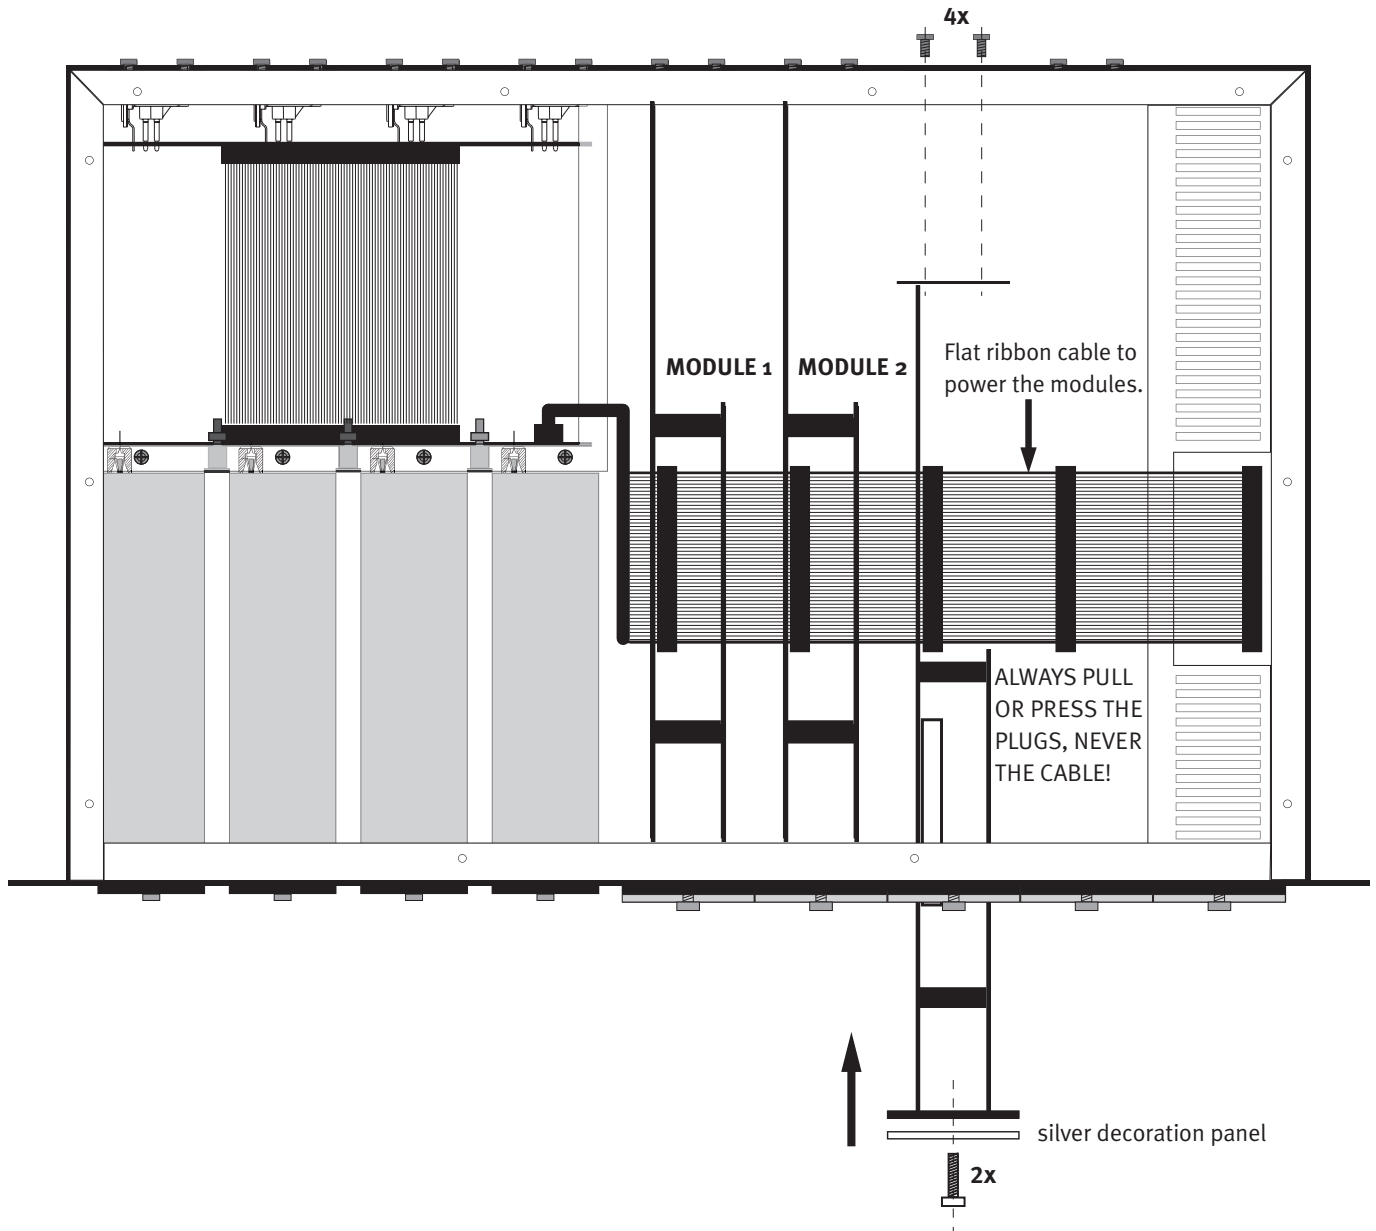 4x
Flat ribbon cable to
power the modules.
MODULE 1
MODULE 2
ALWAYS PULL
OR PRESS THE
PLUGS, NEVER
THE CABLE!
silver decoration panel
2x